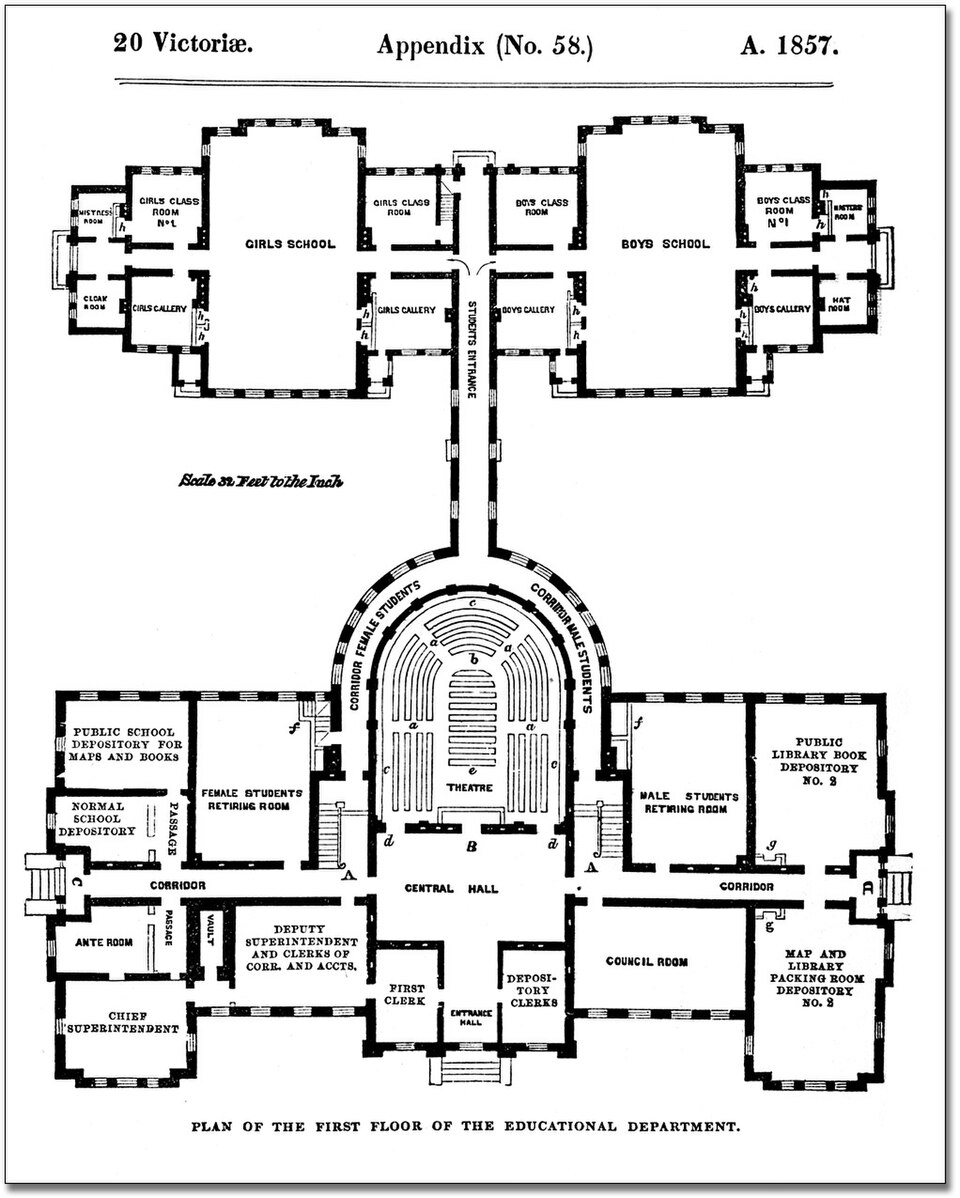 20 Victoriæ.
Appendix (No. 58.)
A. 1857.
MISTRESS
ROOM
h
GIRLS CLASS
ROOM
No 1.
GIRLS SCHOOL
GIRLS CLASS
ROOM
BOYS CLASS
ROOM
BOYS SCHOOL
BOYS CLASS
ROOM
No 1
h
h
MASTERS
ROOM
CLOAK
ROOM
GIRLS GALLERY
h
h
h
h
GIRLS GALLERY
STUDENTS ENTRANCE
BOYS GALLERY
h
h
h
h
h
BOYS GALLERY
HAT
ROOM
Scale 32 Feet to the Inch
CORRIDOR FEMALE STUDENTS
CORRIDOR MALE STUDENTS
c
a
a
b
a
a
c
e
c
THEATRE
d
B
d
PUBLIC SCHOOL
DEPOSITORY FOR
MAPS AND BOOKS
NORMAL
SCHOOL
DEPOSITORY
PASSAGE
f
FEMALE STUDENTS
RETIRING ROOM
f
MALE STUDENTS
RETIRING ROOM
PUBLIC
LIBRARY BOOK
DEPOSITORY
NO. 2
g
A
A
C
CORRIDOR
CENTRAL HALL
CORRIDOR
C
ANTE ROOM
PASSAGE
VAULT
DEPUTY
SUPERINTENDENT
AND CLERKS OF
CORR. AND ACCTS.
CHIEF
SUPERINTENDENT
FIRST
CLERK
ENTRANCE
HALL
DEPOSI-
TORY
CLERKS
COUNCIL ROOM
g
MAP AND
LIBRARY
PACKING ROOM
DEPOSITORY
NO. 2
PLAN OF THE FIRST FLOOR OF THE EDUCATIONAL DEPARTMENT.